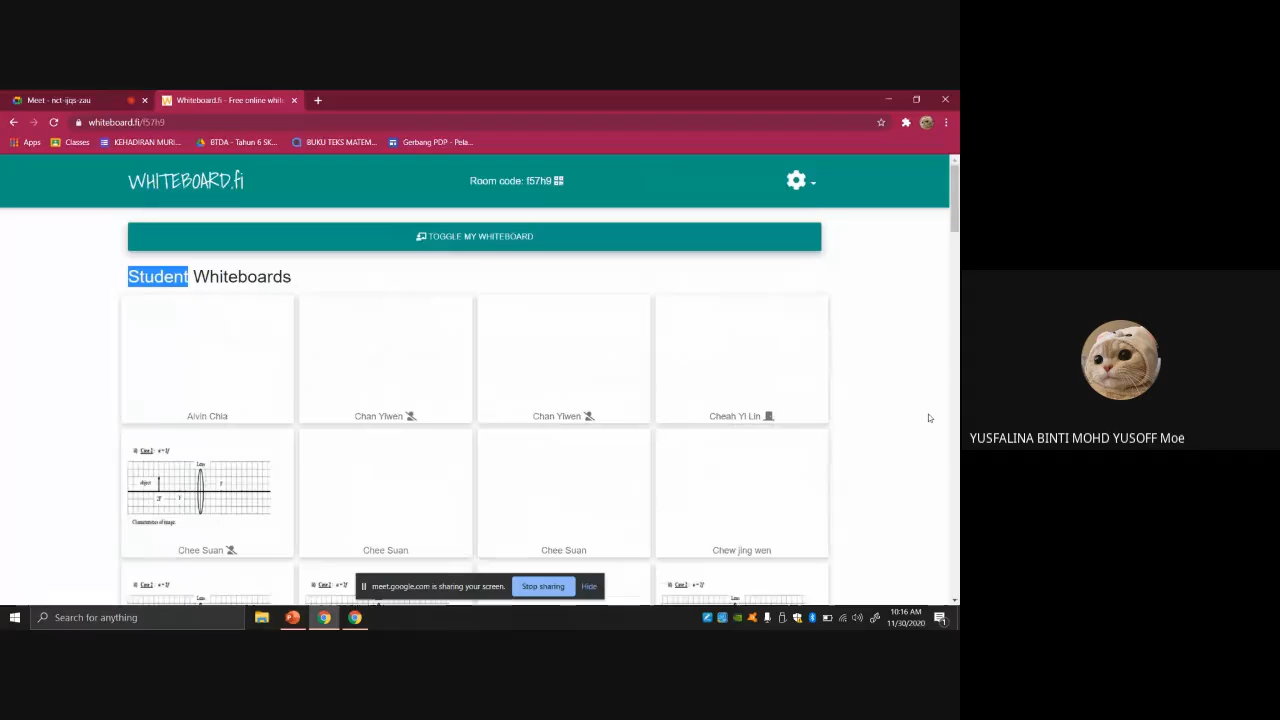 Meet - nct-ijqs-zau
Whiteboard.fi - Free online white
whiteboard.fi/f57h9
Apps
Classes
KEHADIRAN MURI...
BTDA - Tahun 6 SK...
BUKU TEKS MATEM...
Gerbang PDP - Pela...
WHITEBOARD.fi
Room code: f57h9
TOGGLE MY WHITEBOARD
Student Whiteboards
Alvin Chia
Chan Yiwen
Chan Yiwen
Cheah Yi Lin
Lens
object
2F
F
F
Characteristics of image:
Chee Suan
Chee Suan
Chee Suan
Chew jing wen
meet.google.com is sharing your screen.
Stop sharing
Hide
Search for anything
10:16 AM
11/30/2020
YUSFALINA BINTI MOHD YUSOFF Moe